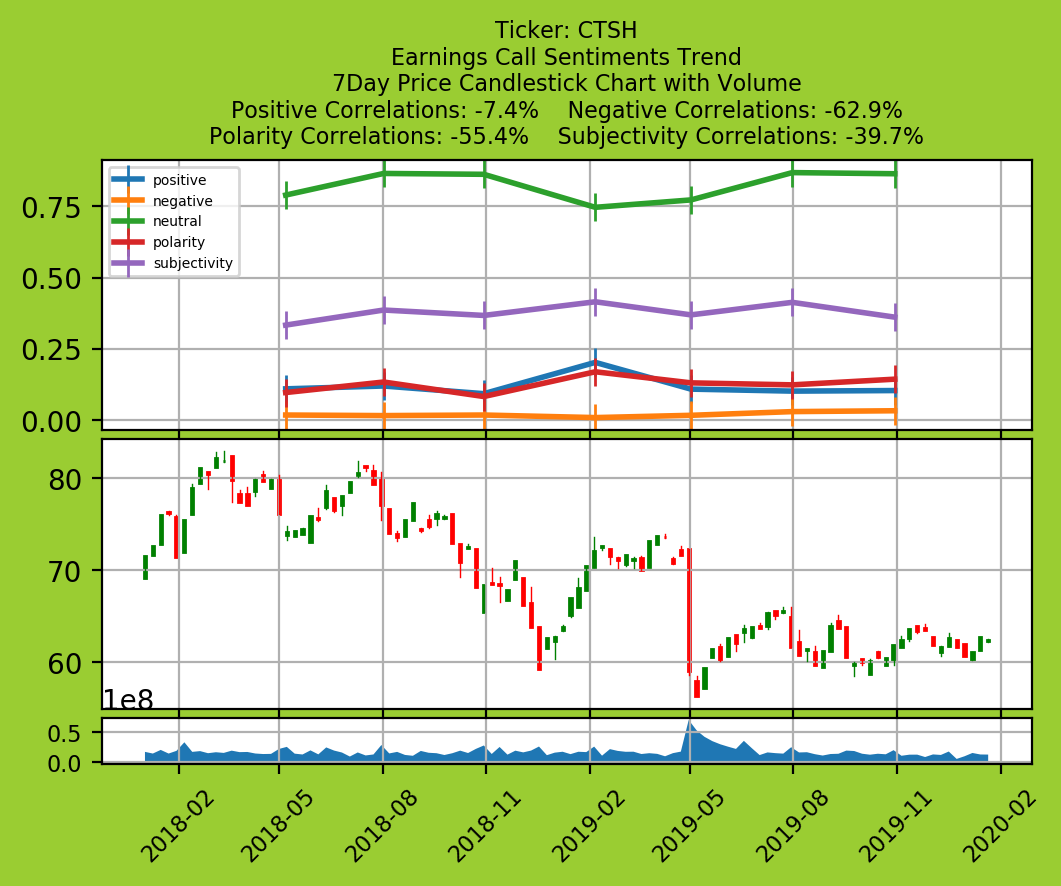 Ticker: CTSH
Earnings Call Sentiments Trend
7Day Price Candlestick Chart with Volume
Positive Correlations: -7.4%    Negative Correlations: -62.9%
Polarity Correlations: -55.4%    Subjectivity Correlations: -39.7%
positive
negative
neutral
polarity
subjectivity
0.75
0.50
0.25
0.00
80
70
60
1e8
0.5
0.0
2018-02
2018-05
2018-08
2018-11
2019-02
2019-05
2019-08
2019-11
2020-02